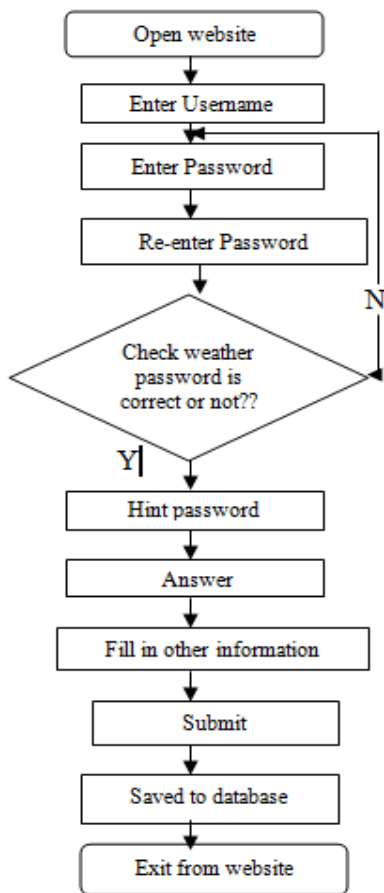 Open website
Enter Username
Enter Password
Re-enter Password
N
Check weather
password is
correct or not??
Y
Hint password
Answer
Fill in other information
Submit
Saved to database
Exit from website